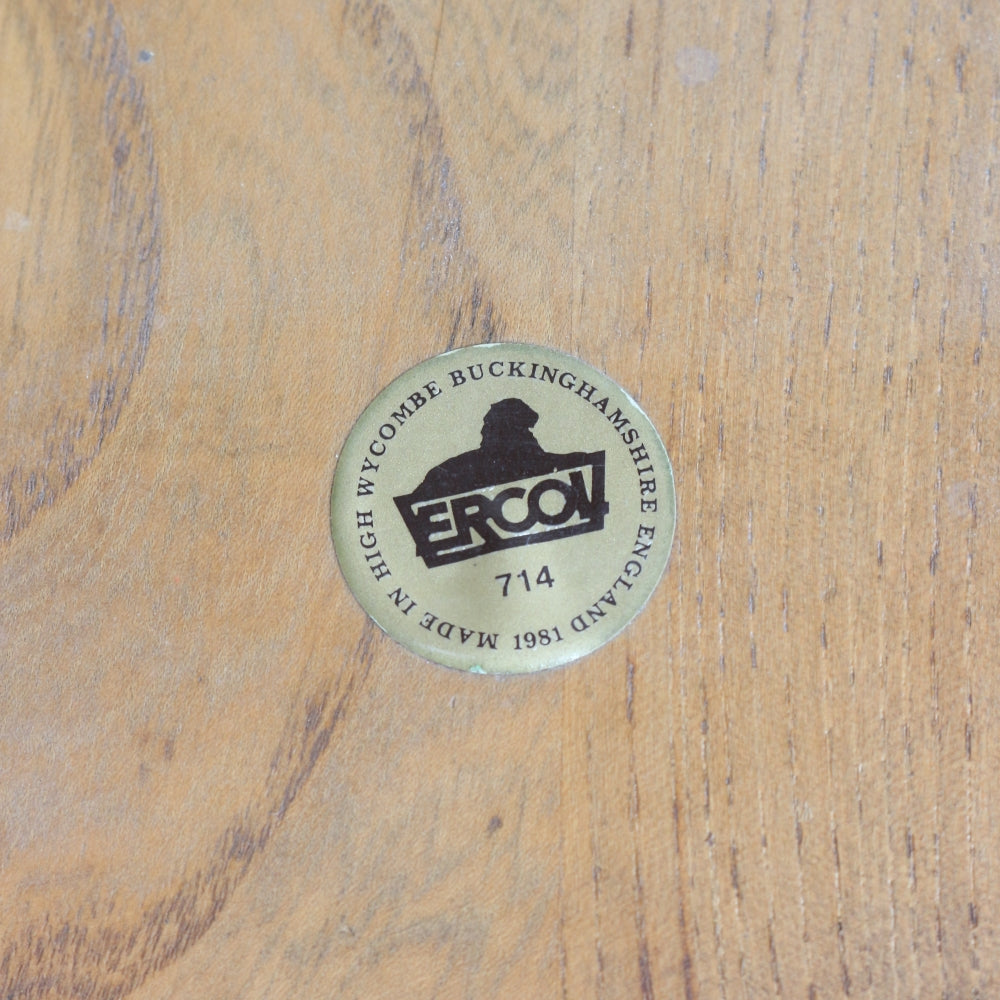 MADE IN HIGH WYCOMBE BUCKINGHAMSHIRE ENGLAND 1981
ERCOL
714